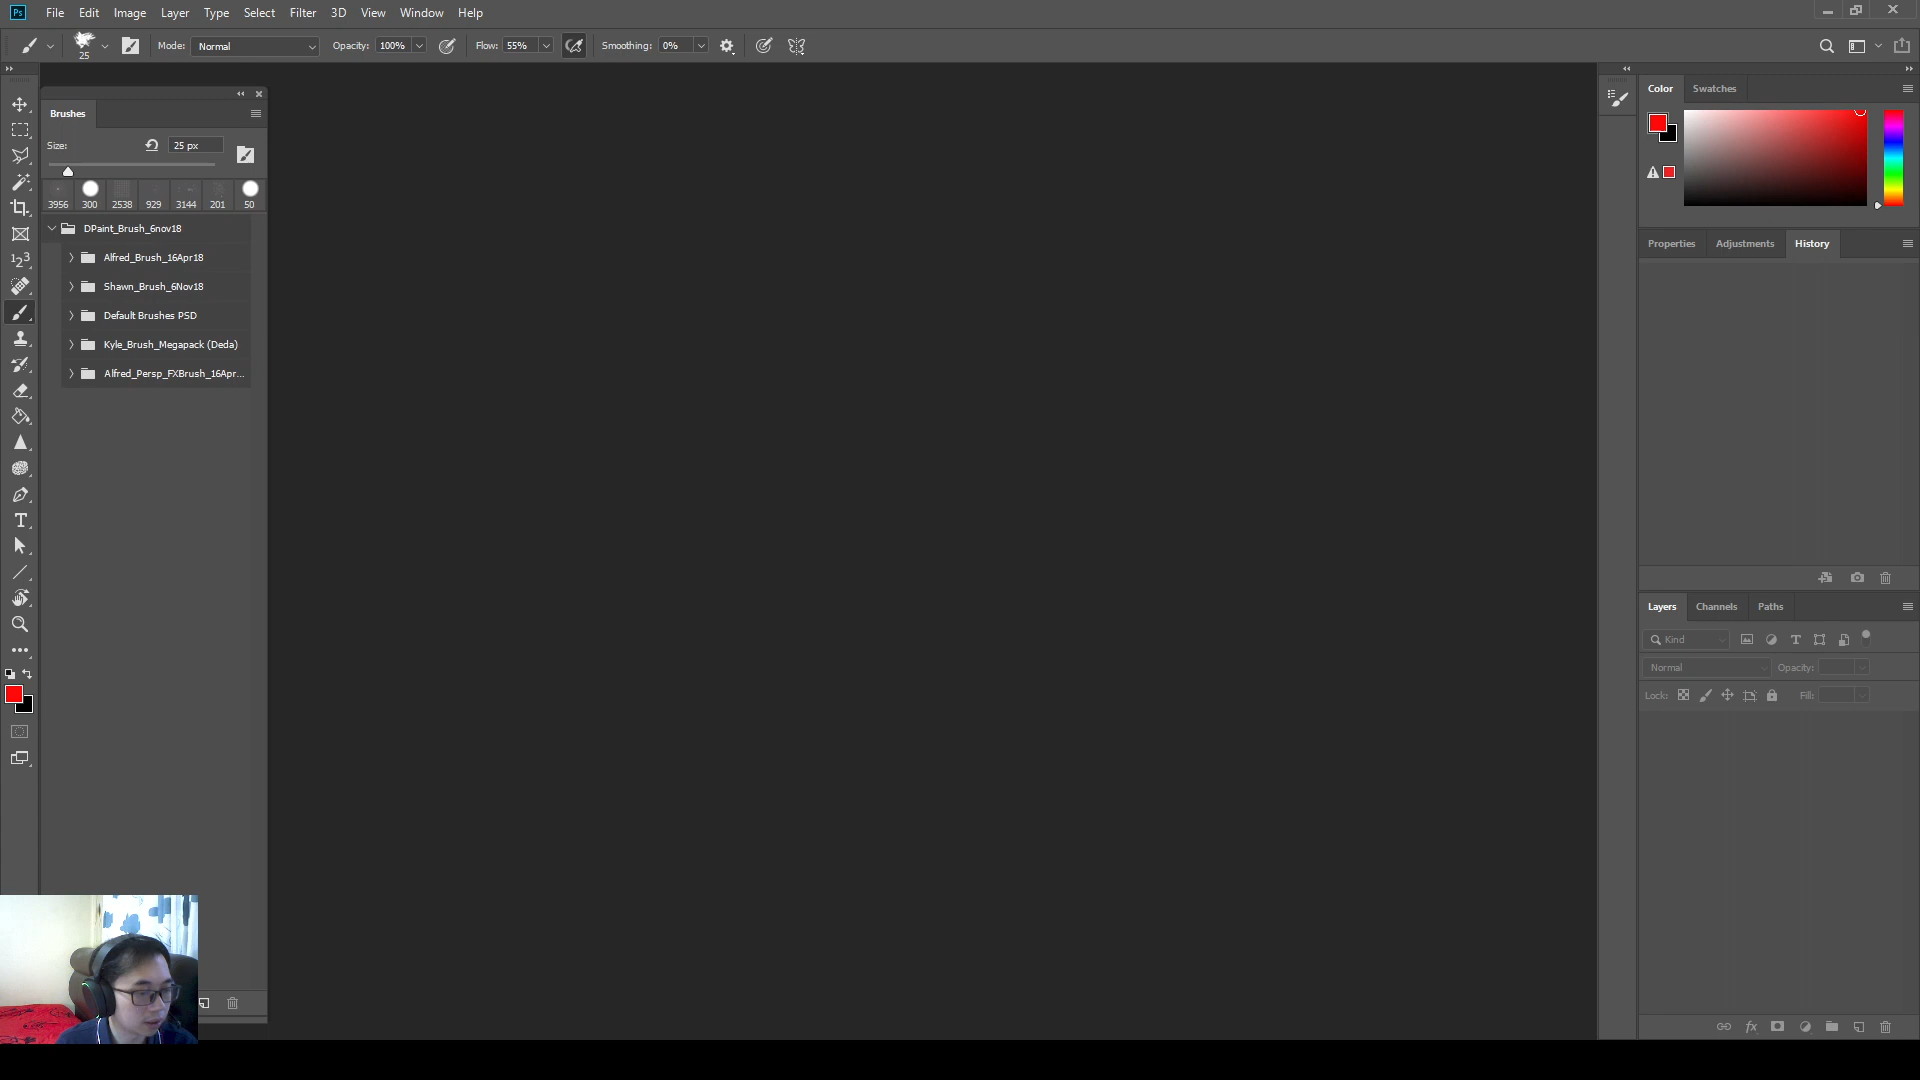 Ps File Edit Image Layer Type Select Filter 3D View Window Help
25 Mode: Normal Opacity: 100% Flow: 55% Smoothing: 0%
Brushes
Size: 25 px
3956 300 2538 929 3144 201 50
DPaint_Brush_6nov18
Alfred_Brush_16Apr18
Shawn_Brush_6Nov18
Default Brushes PSD
Kyle_Brush_Megapack (Deda)
Alfred_Persp_FXBrush_16Apr...
Color Swatches
Properties Adjustments History
Layers Channels Paths
Kind
Normal Opacity:
Lock: Fill: